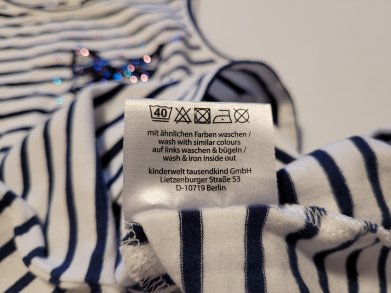 40
mit ähnlichen Farben waschen/
wash with similar colours
auf links waschen & bügeln/
wash & iron inside out
kinderwelt tausendkind GmbH
Lietzenburger Straße 53
D-10719 Berlin